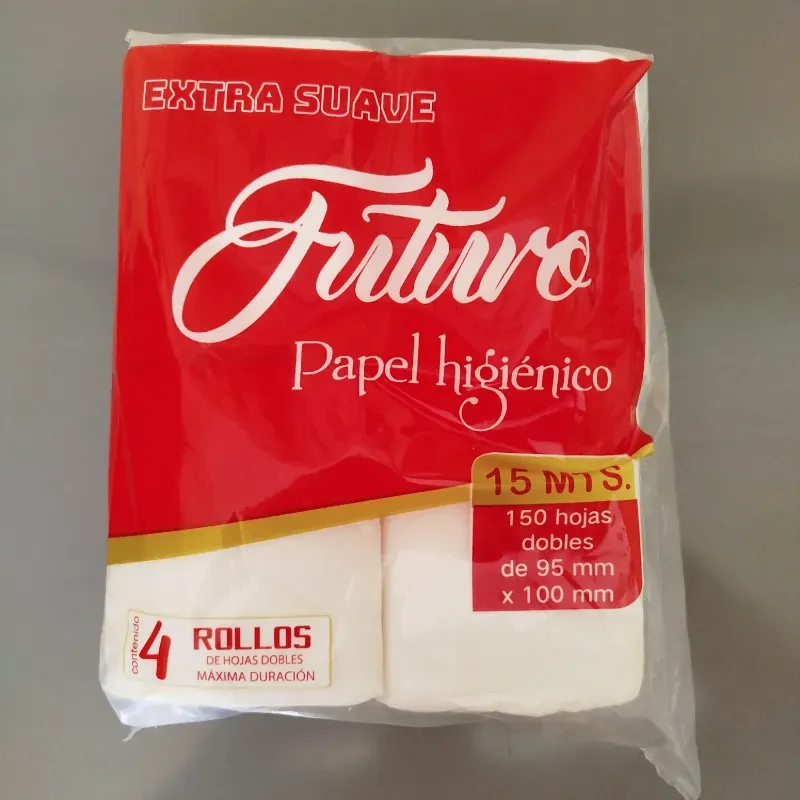 EXTRA SUAVE
Futuro
Papel higiénico
15 MTS.
150 hojas
dobles
de 95 mm
x 100 mm
contenido
4
ROLLOS
DE HOJAS DOBLES
MÁXIMA DURACIÓN